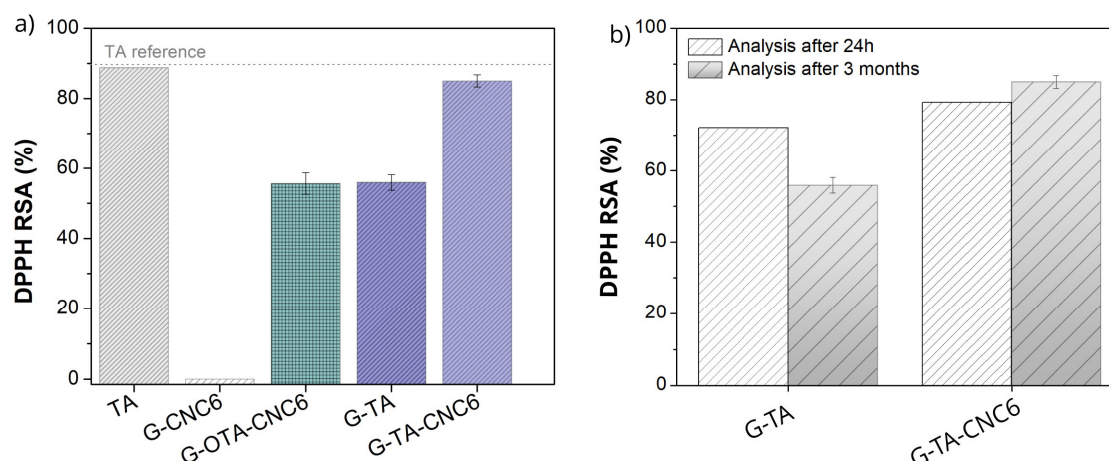 a)
100
80
60
40
20
0
DPPH RSA (%)
TA reference
TA
G-CNC6
G-OTA-CNC6
G-TA
G-TA-CNC6
b)
100
80
60
40
20
0
DPPH RSA (%)
Analysis after 24h
Analysis after 3 months
G-TA
G-TA-CNC6